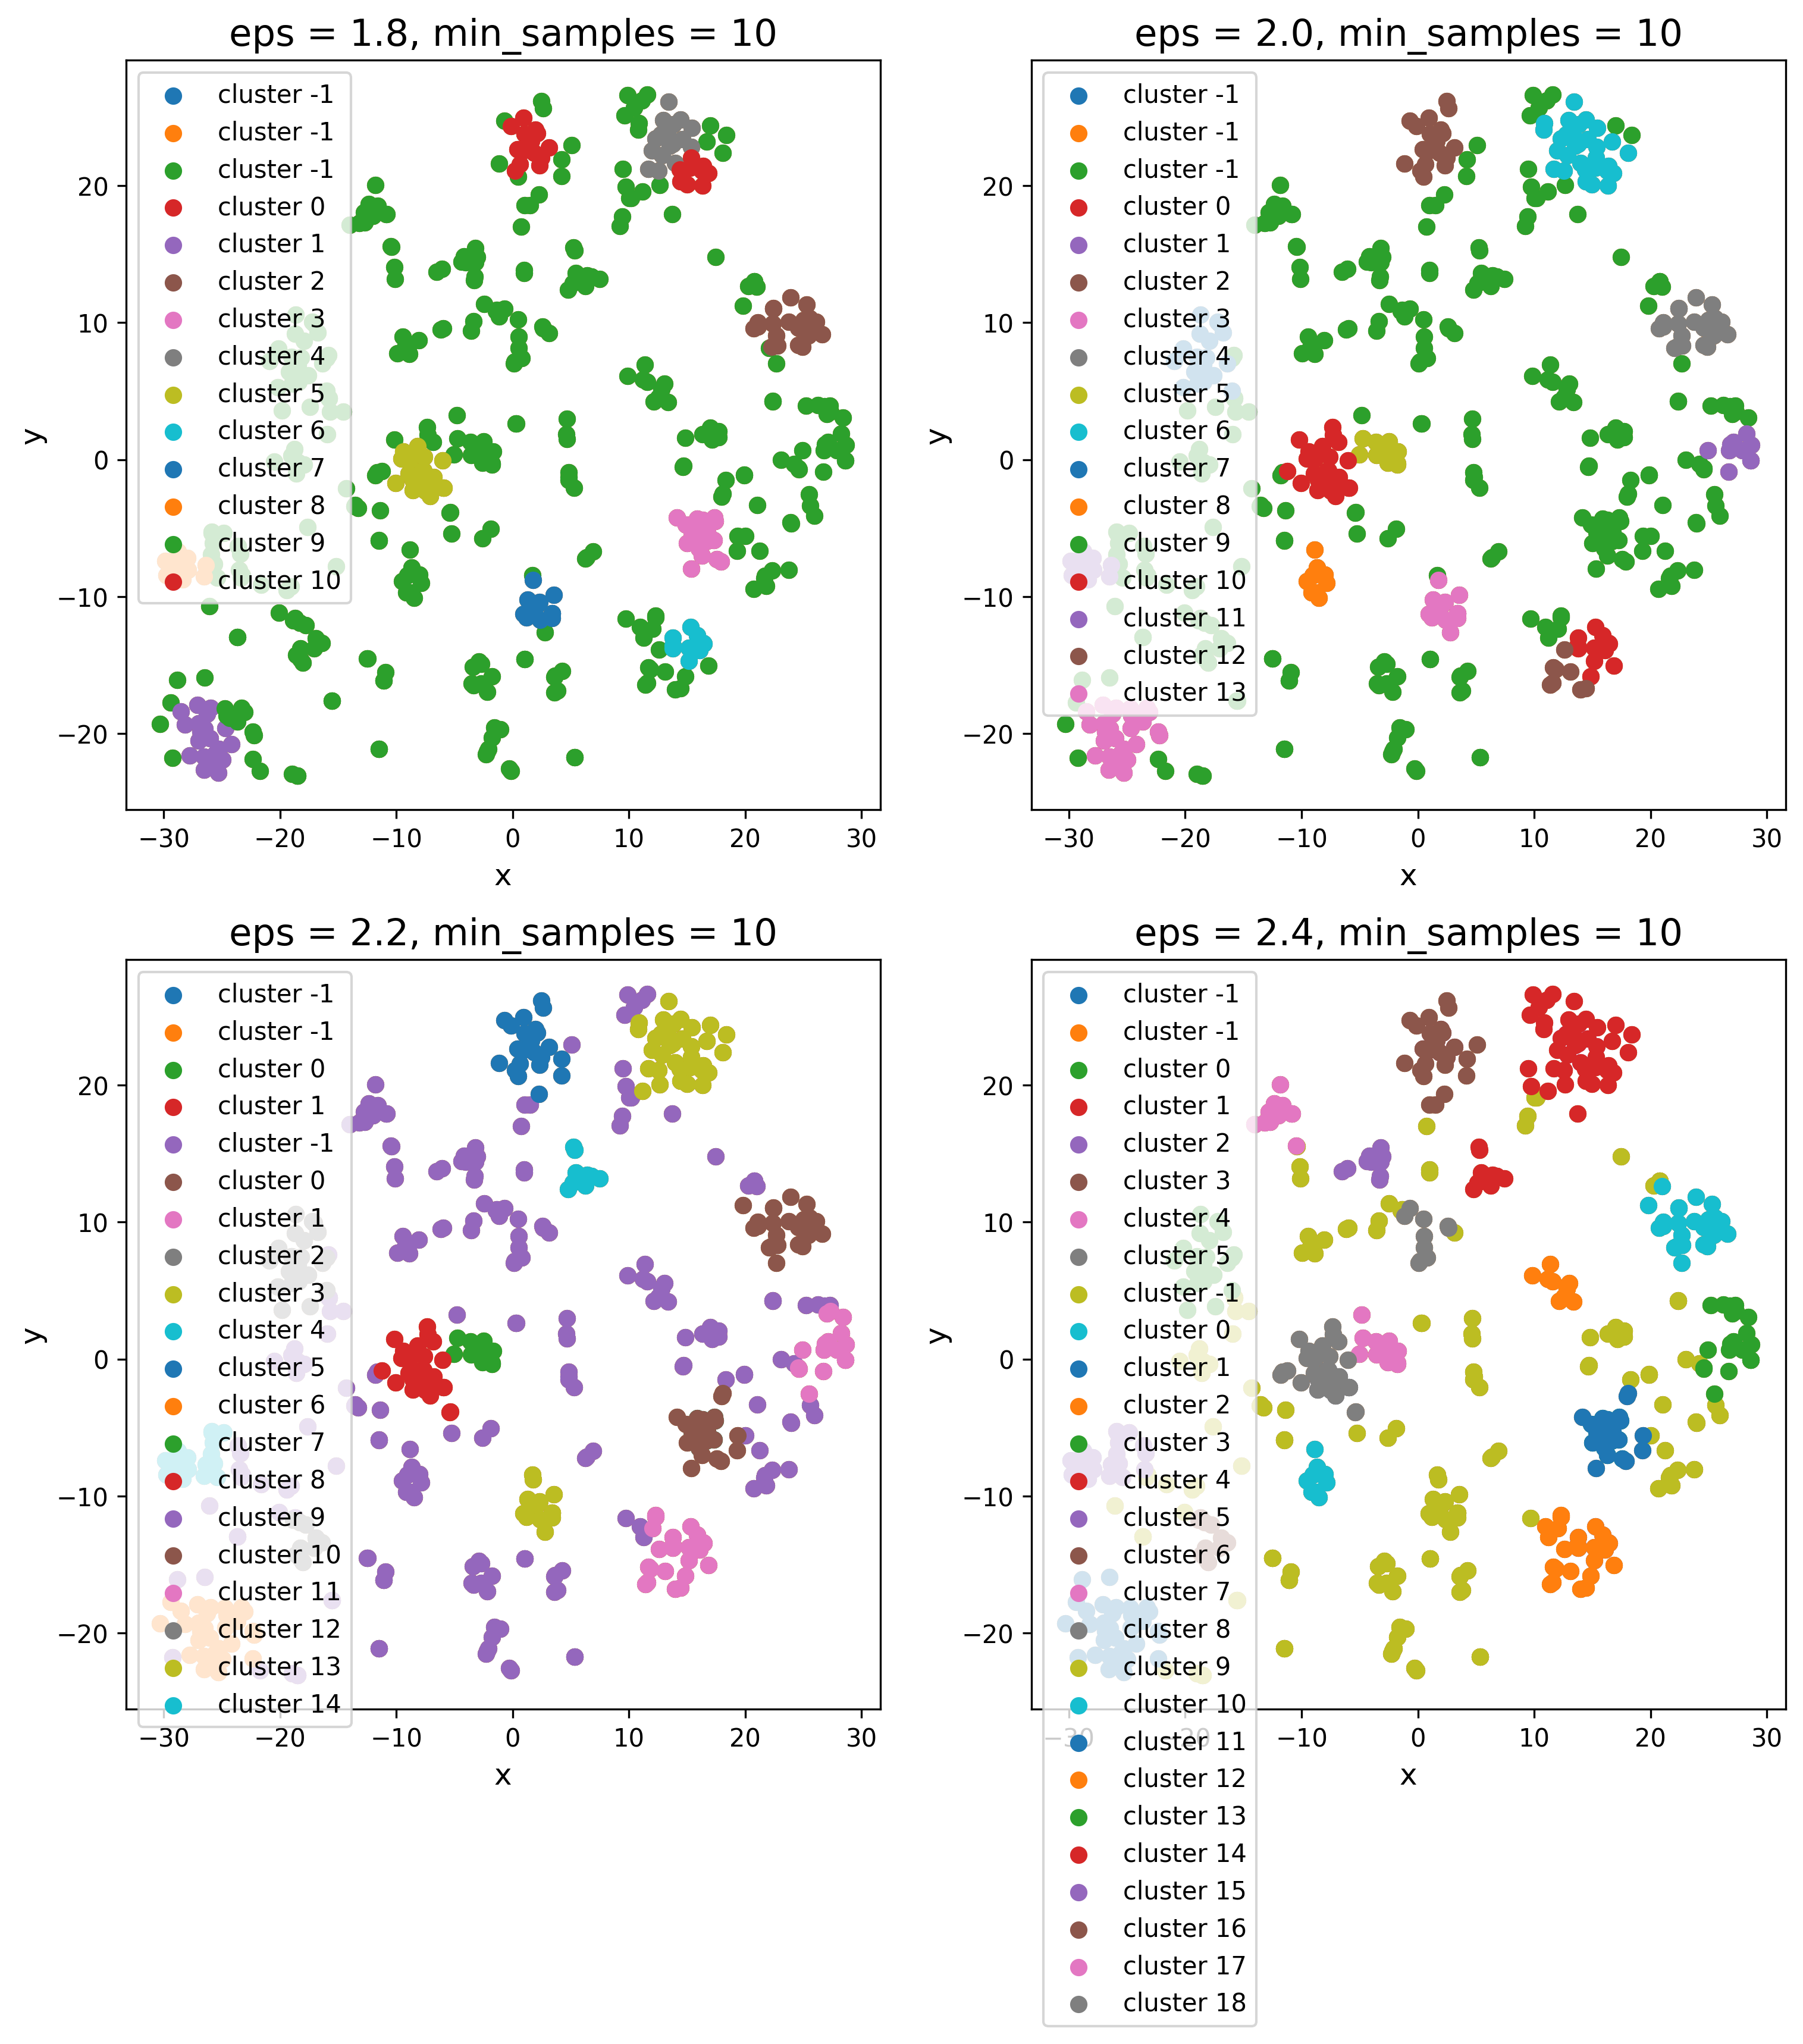 eps = 1.8, min_samples = 10
cluster -1
cluster -1
cluster -1
cluster 0
cluster 1
cluster 2
cluster 3
cluster 4
cluster 5
cluster 6
cluster 7
cluster 8
cluster 9
cluster 10
20
10
0
−10
−20
y
−30 −20 −10 0 10 20 30
x
eps = 2.0, min_samples = 10
cluster -1
cluster -1
cluster -1
cluster 0
cluster 1
cluster 2
cluster 3
cluster 4
cluster 5
cluster 6
cluster 7
cluster 8
cluster 9
cluster 10
cluster 11
cluster 12
cluster 13
20
10
0
−10
−20
y
−30 −20 −10 0 10 20 30
x
eps = 2.2, min_samples = 10
cluster -1
cluster -1
cluster 0
cluster 1
cluster -1
cluster 0
cluster 1
cluster 2
cluster 3
cluster 4
cluster 5
cluster 6
cluster 7
cluster 8
cluster 9
cluster 10
cluster 11
cluster 12
cluster 13
cluster 14
20
10
0
−10
−20
y
−30 −20 −10 0 10 20 30
x
eps = 2.4, min_samples = 10
cluster -1
cluster -1
cluster 0
cluster 1
cluster 2
cluster 3
cluster 4
cluster 5
cluster -1
cluster 0
cluster 1
cluster 2
cluster 3
cluster 4
cluster 5
cluster 6
cluster 7
cluster 8
cluster 9
cluster 10
cluster 11
cluster 12
cluster 13
cluster 14
cluster 15
cluster 16
cluster 17
cluster 18
20
10
0
−10
−20
y
−30 −20 −10 0 10 20 30
x